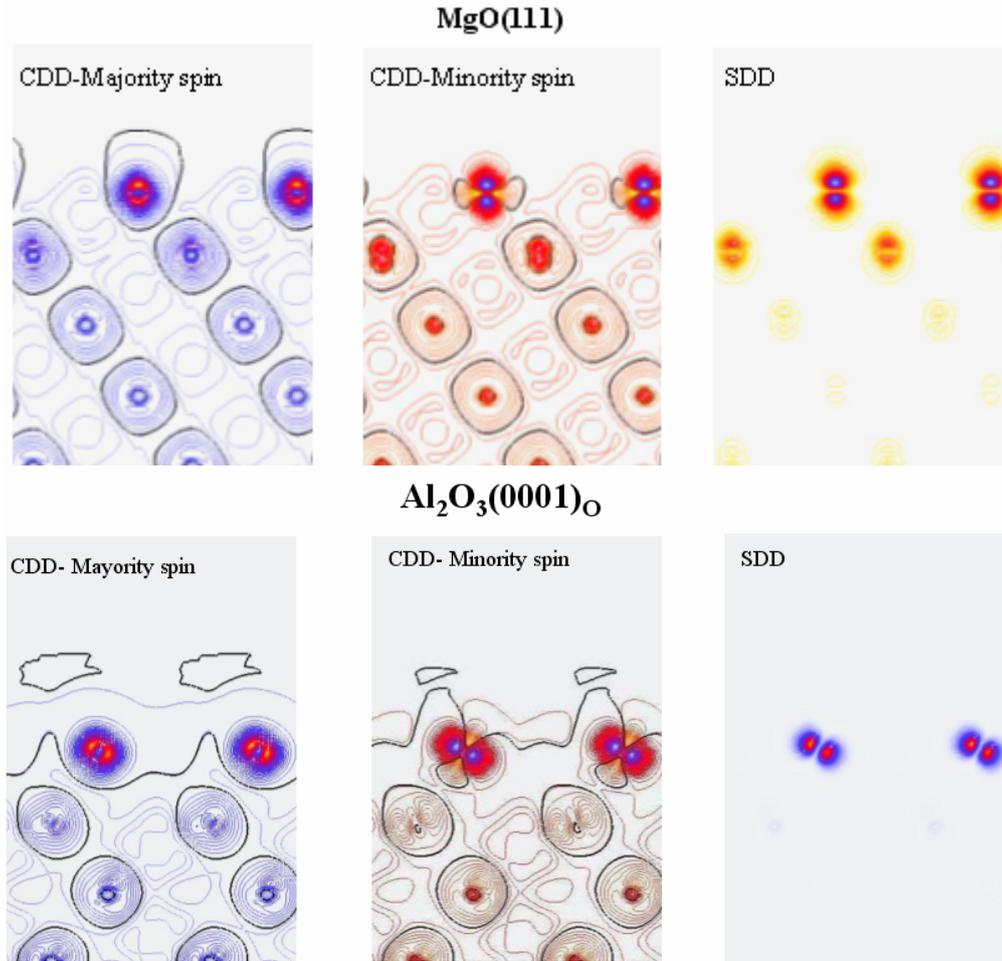 MgO(111)
CDD-Majority spin
CDD-Minority spin
SDD
Al₂O₃(0001)ₒ
CDD- Mayority spin
CDD- Minority spin
SDD